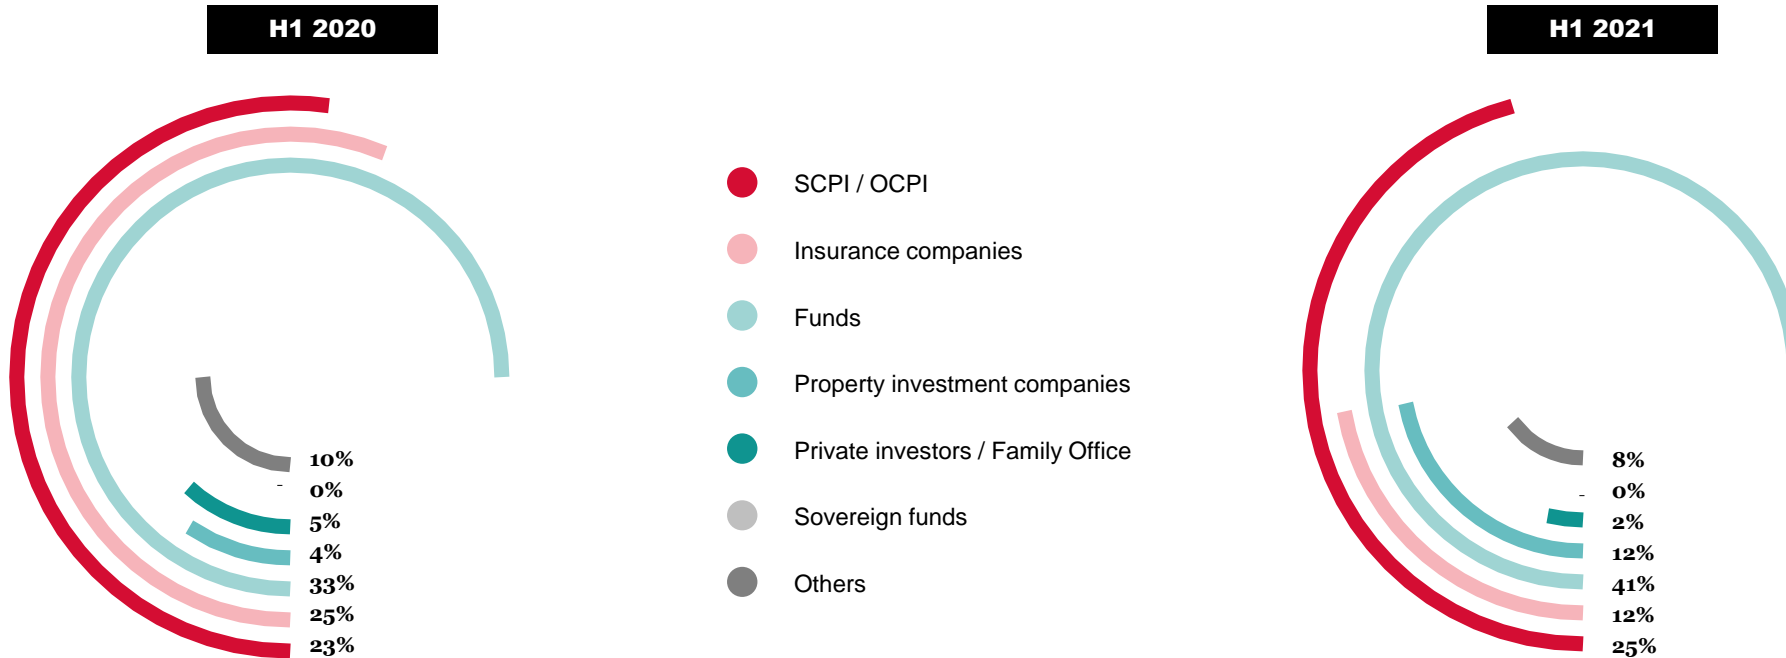 H1 2020
10%
-
0%
5%
4%
33%
25%
23%
SCPI / OCPI
Insurance companies
Funds
Property investment companies
Private investors / Family Office
Sovereign funds
Others
H1 2021
8%
-
0%
2%
12%
41%
12%
25%